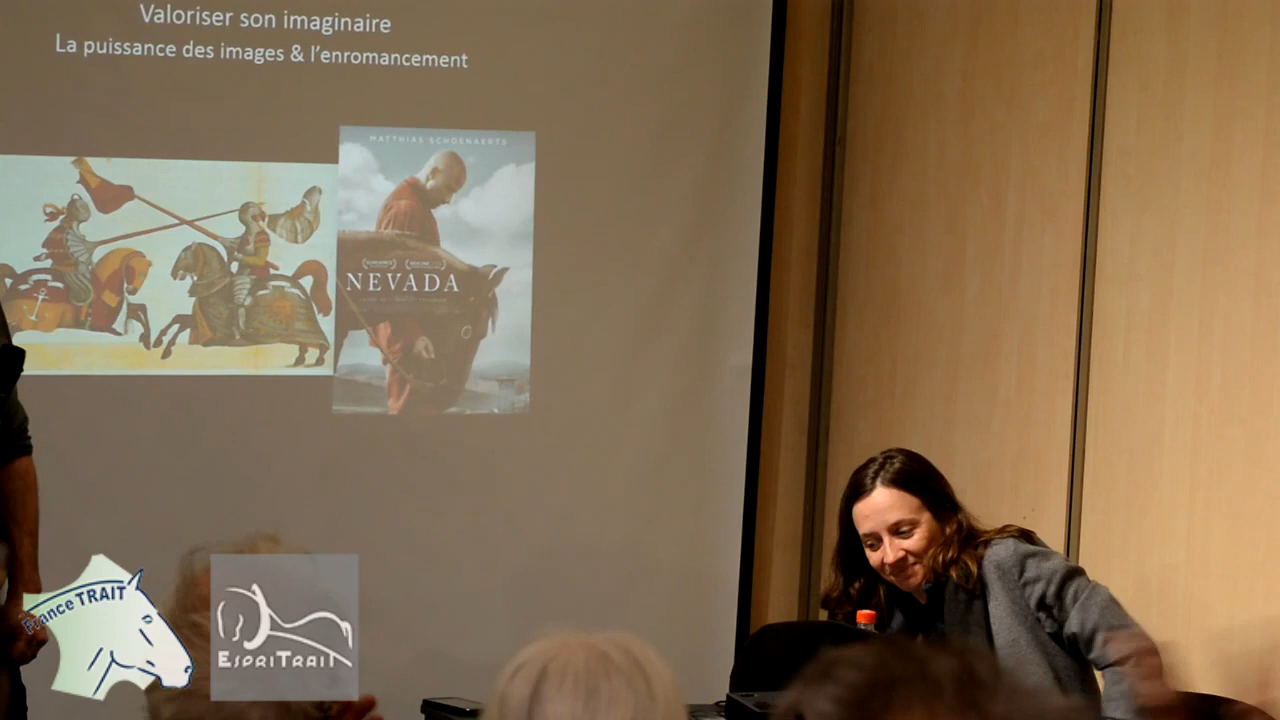 Valoriser son imaginaire
La puissance des images & l'enromancement
MATTHIAS SCHOENAERTS
NEVADA
France TRAIT
ESPRITRAIT